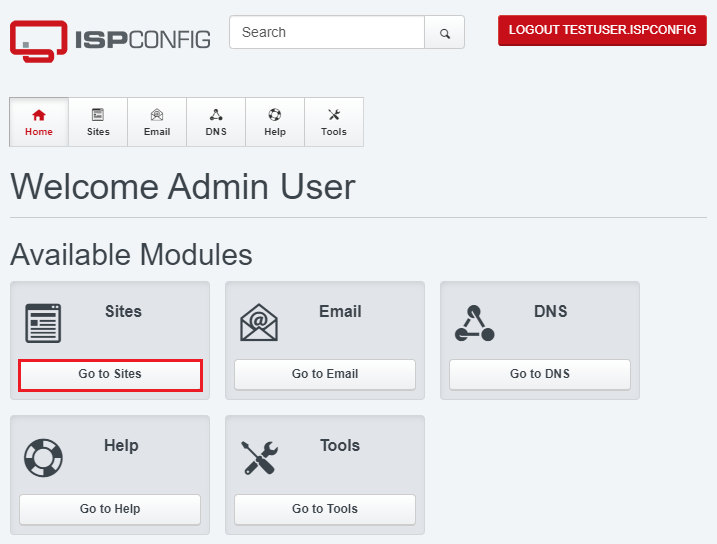 ISPCONFIG
Search
LOGOUT TESTUSER.ISPCONFIG
Home Sites Email DNS Help Tools
Welcome Admin User
Available Modules
Sites
Go to Sites
@
Email
Go to Email
DNS
Go to DNS
Help
Go to Help
Tools
Go to Tools